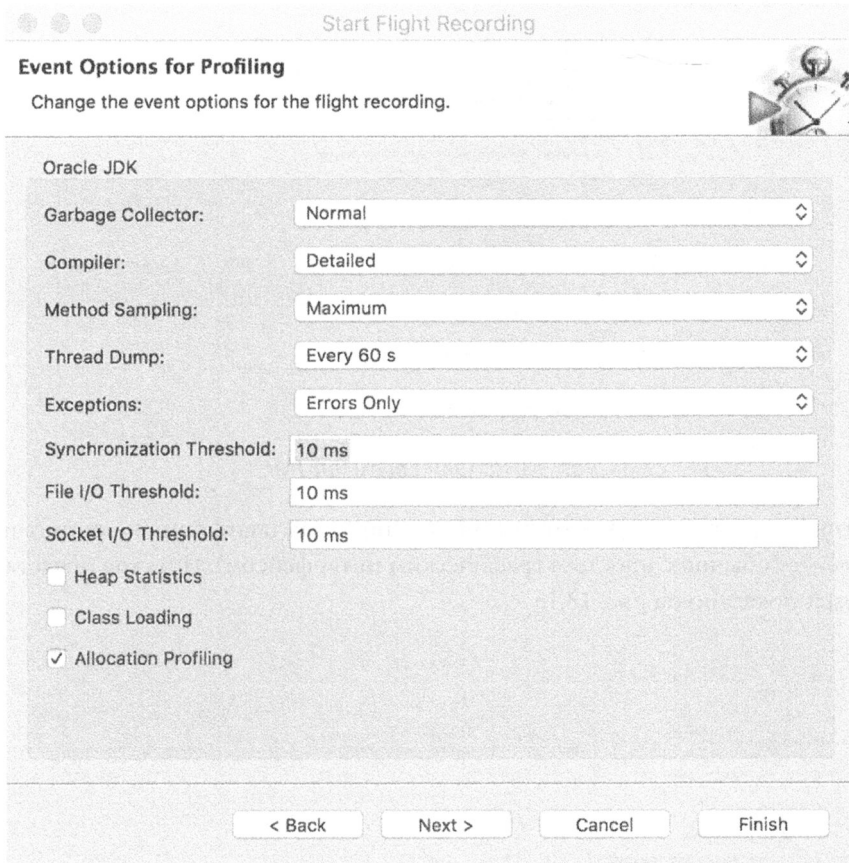 Start Flight Recording
Event Options for Profiling
Change the event options for the flight recording.
Oracle JDK
Garbage Collector: Normal
Compiler: Detailed
Method Sampling: Maximum
Thread Dump: Every 60 s
Exceptions: Errors Only
Synchronization Threshold: 10 ms
File I/O Threshold: 10 ms
Socket I/O Threshold: 10 ms
Heap Statistics
Class Loading
✓ Allocation Profiling
< Back Next > Cancel Finish